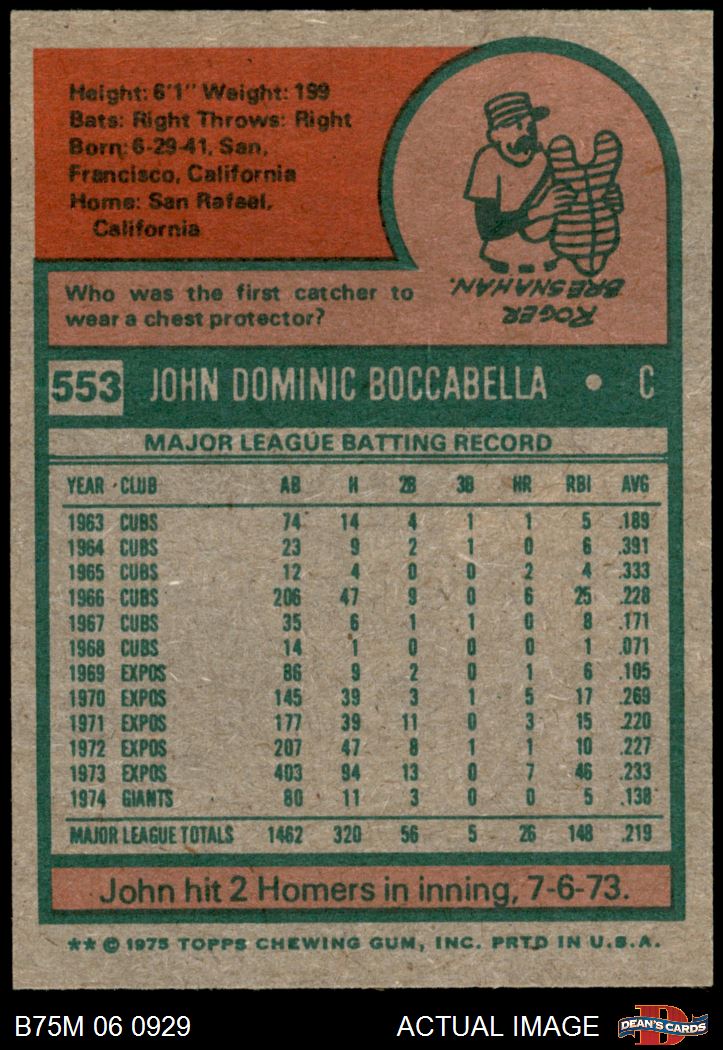 Height: 6'1" Weight: 199
Bats: Right Throws: Right
Born: 6-29-41, San,
Francisco, California
Home: San Rafael,
California
Who was the first catcher to
wear a chest protector?
ROGER
BRESNAHAN.
553 JOHN DOMINIC BOCCABELLA • C
MAJOR LEAGUE BATTING RECORD
YEAR CLUB AB H 2B 3B HR RBI AVG
1963 CUBS 74 14 4 1 1 5 .189
1964 CUBS 23 9 2 1 0 6 .391
1965 CUBS 12 4 0 0 2 4 .333
1966 CUBS 206 47 9 0 6 25 .228
1967 CUBS 35 6 1 1 0 8 .171
1968 CUBS 14 1 0 0 0 1 .071
1969 EXPOS 86 9 2 0 1 6 .105
1970 EXPOS 145 39 3 1 5 17 .269
1971 EXPOS 177 39 11 0 3 15 .220
1972 EXPOS 207 47 8 1 1 10 .227
1973 EXPOS 403 94 13 0 7 46 .233
1974 GIANTS 80 11 3 0 0 5 .138
MAJOR LEAGUE TOTALS 1462 320 56 5 26 148 .219
John hit 2 Homers in inning, 7-6-73.
** © 1975 TOPPS CHEWING GUM, INC. PRTD IN U.S.A.
B75M 06 0929 ACTUAL IMAGE D DEAN'S CARDS